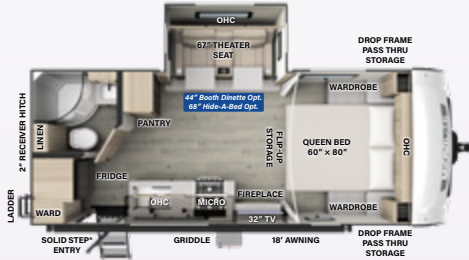 OHC
67" THEATER
SEAT
44" Booth Dinette Opt.
68" Hide-A-Bed Opt.
DROP FRAME
PASS THRU
STORAGE
WARDROBE
2" RECEIVER HITCH
LINEN
PANTRY
FLIP-UP
STORAGE
QUEEN BED
60" × 80"
OHC
FRIDGE
OHC
MICRO
FIREPLACE
32" TV
WARDROBE
LADDER
WARD
SOLID STEP*
ENTRY
GRIDDLE
18' AWNING
DROP FRAME
PASS THRU
STORAGE